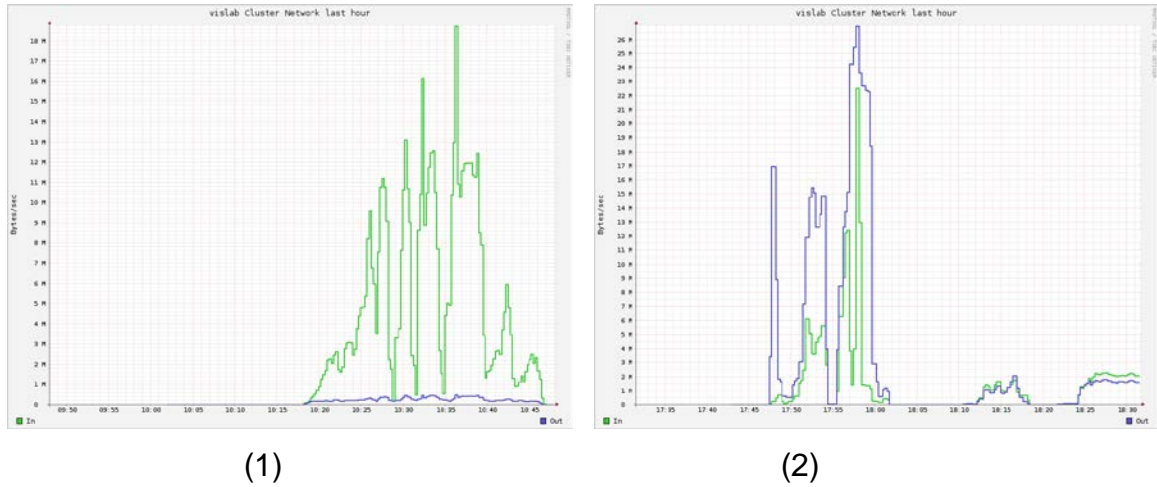 vislab Cluster Network last hour
18 M
17 M
16 M
15 M
14 M
13 M
12 M
11 M
10 M
9 M
8 M
7 M
6 M
5 M
4 M
3 M
2 M
1 M
0
Bytes/sec
09:50 09:55 10:00 10:05 10:10 10:15 10:20 10:25 10:30 10:35 10:40 10:45
In Out
(1)
vislab Cluster Network last hour
26 M
25 M
24 M
23 M
22 M
21 M
20 M
19 M
18 M
17 M
16 M
15 M
14 M
13 M
12 M
11 M
10 M
9 M
8 M
7 M
6 M
5 M
4 M
3 M
2 M
1 M
0
Bytes/sec
17:35 17:40 17:45 17:50 17:55 18:00 18:05 18:10 18:15 18:20 18:25 18:30
In Out
(2)